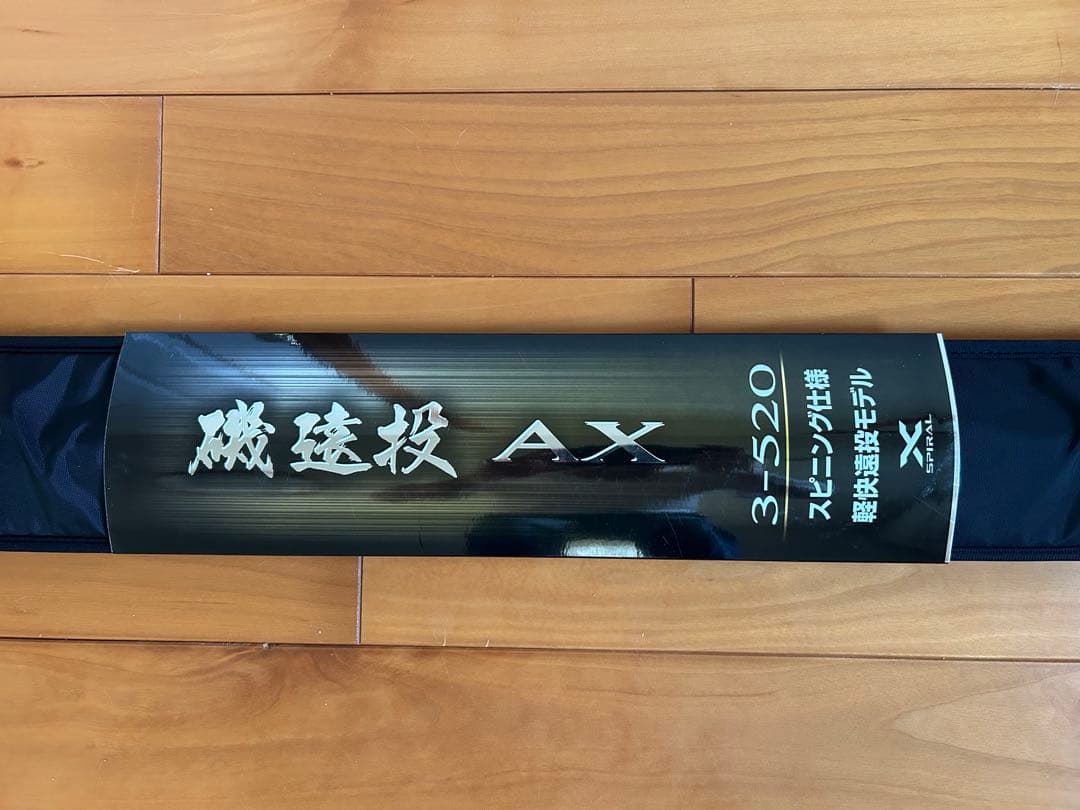 磯遠投 AX
3-520
スピニング仕様
軽快遠投モデル
X
SPIRAL